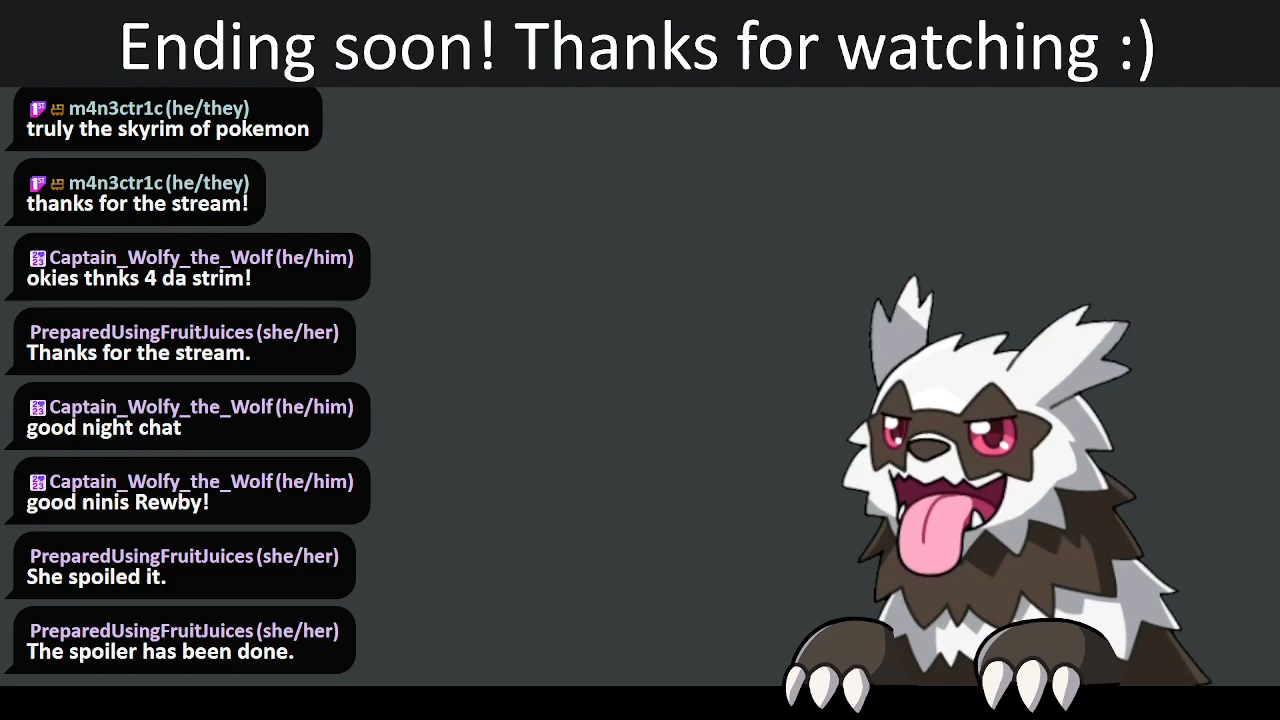 Ending soon! Thanks for watching :)
1ST m4n3ctr1c (he/they)
truly the skyrim of pokemon
1ST m4n3ctr1c (he/they)
thanks for the stream!
Captain_Wolfy_the_Wolf (he/him)
okies thnks 4 da strim!
PreparedUsingFruitJuices (she/her)
Thanks for the stream.
Captain_Wolfy_the_Wolf (he/him)
good night chat
Captain_Wolfy_the_Wolf (he/him)
good ninis Rewby!
PreparedUsingFruitJuices (she/her)
She spoiled it.
PreparedUsingFruitJuices (she/her)
The spoiler has been done.